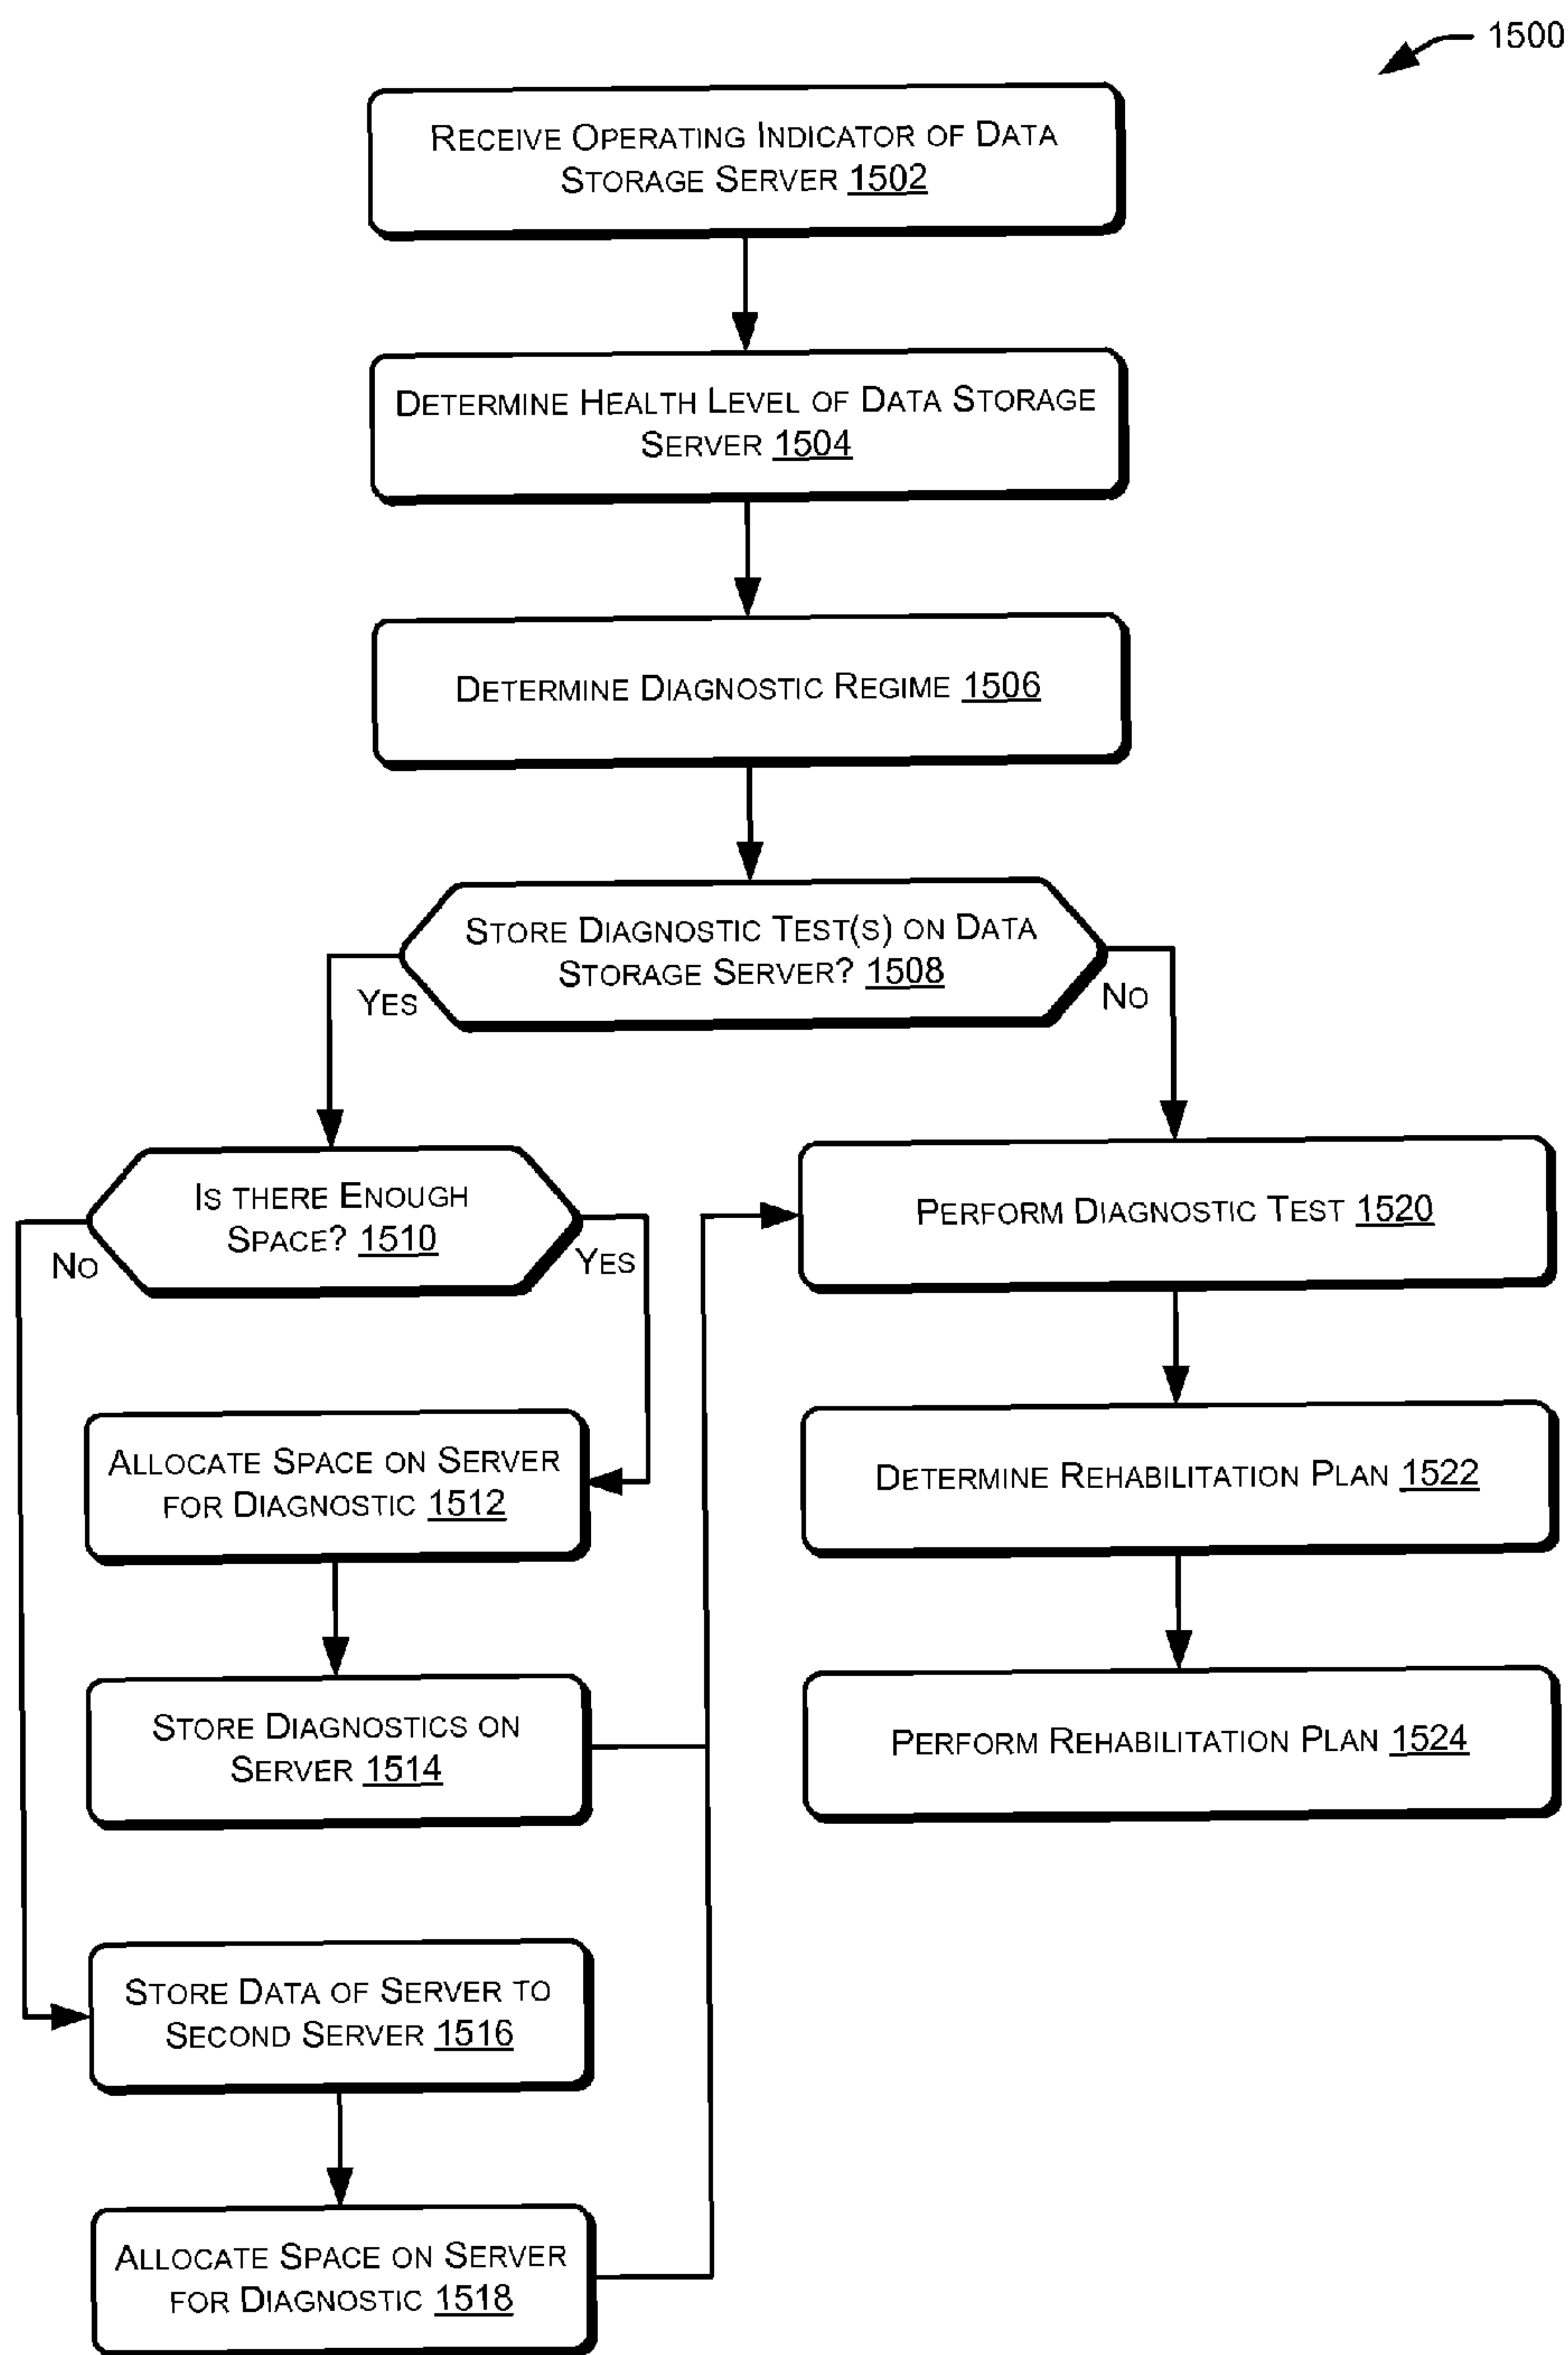 1500
Receive Operating Indicator of Data
Storage Server 1502
Determine Health Level of Data Storage
Server 1504
Determine Diagnostic Regime 1506
Store Diagnostic Test(s) on Data
Storage Server? 1508
Yes
No
Is there Enough
Space? 1510
No
Yes
Perform Diagnostic Test 1520
Allocate Space on Server
for Diagnostic 1512
Determine Rehabilitation Plan 1522
Store Diagnostics on
Server 1514
Perform Rehabilitation Plan 1524
Store Data of Server to
Second Server 1516
Allocate Space on Server
for Diagnostic 1518